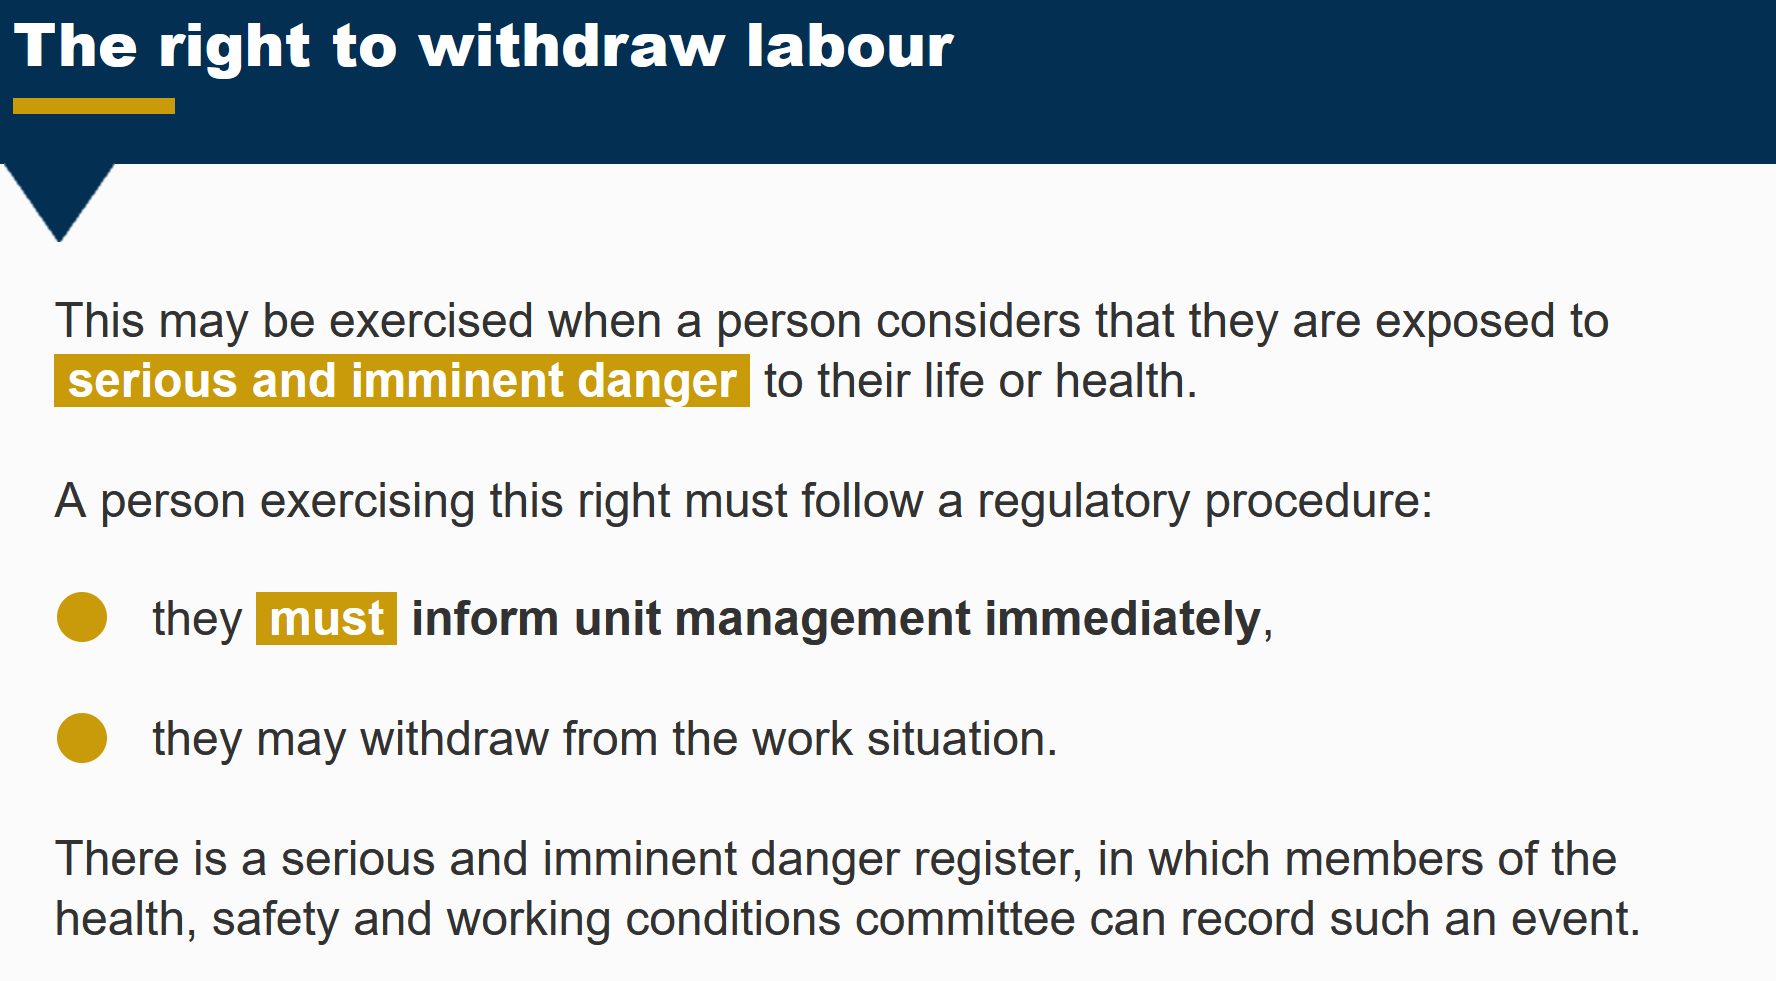 The right to withdraw labour
This may be exercised when a person considers that they are exposed to
serious and imminent danger to their life or health.
A person exercising this right must follow a regulatory procedure:
they must inform unit management immediately,
they may withdraw from the work situation.
There is a serious and imminent danger register, in which members of the
health, safety and working conditions committee can record such an event.